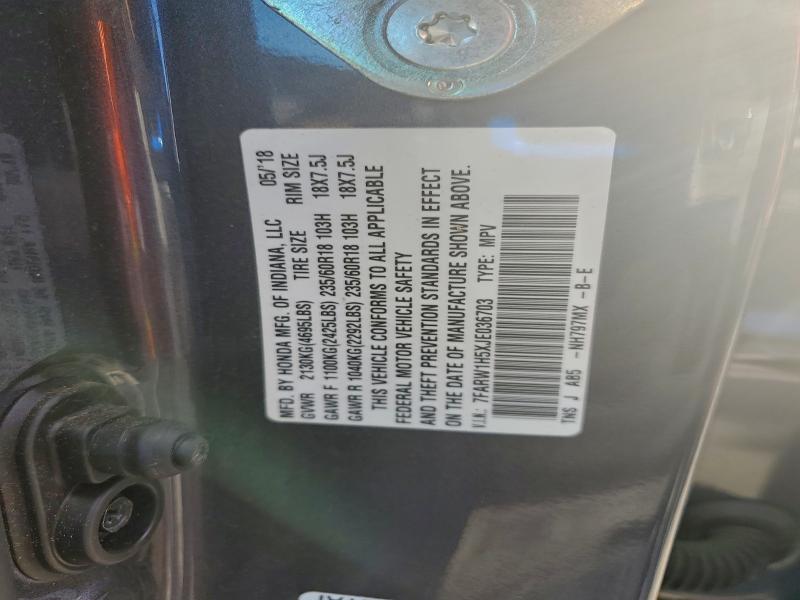 MFD. BY HONDA MFG. OF INDIANA, LLC 05/'18
GVWR 2130KG(4695LBS) TIRE SIZE RIM SIZE
GAWR F 1100KG(2425LBS) 235/60R18 103H 18X7.5J
GAWR R 1040KG(2292LBS) 235/60R18 103H 18X7.5J
THIS VEHICLE CONFORMS TO ALL APPLICABLE
FEDERAL MOTOR VEHICLE SAFETY
AND THEFT PREVENTION STANDARDS IN EFFECT
ON THE DATE OF MANUFACTURE SHOWN ABOVE.
V.I.N.: 7FARW1H5XJE036703 TYPE: MPV
TNS J A85 -NH797MX -B-E